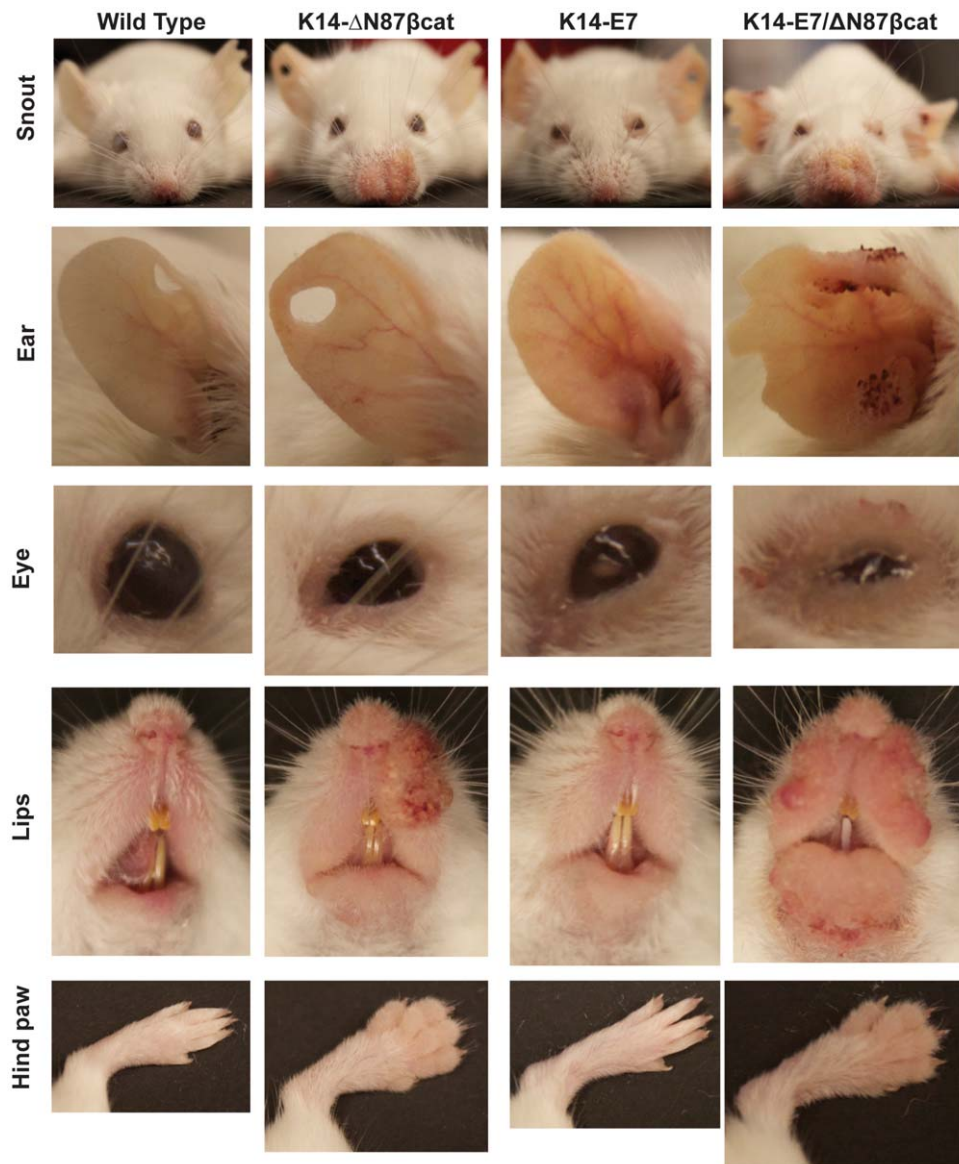 Wild Type K14-ΔN87βcat K14-E7 K14-E7/ΔN87βcat
Snout
Ear
Eye
Lips
Hind paw